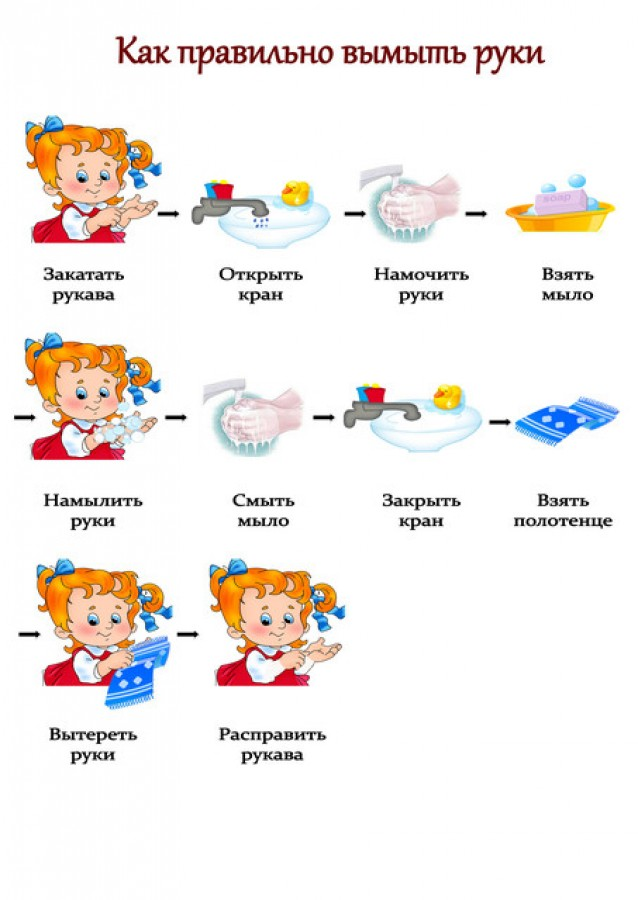 Как правильно вымыть руки
Закатать
рукава
Открыть
кран
Намочить
руки
soap
Взять
мыло
Намылить
руки
Смыть
мыло
Закрыть
кран
Взять
полотенце
Вытереть
руки
Расправить
рукава